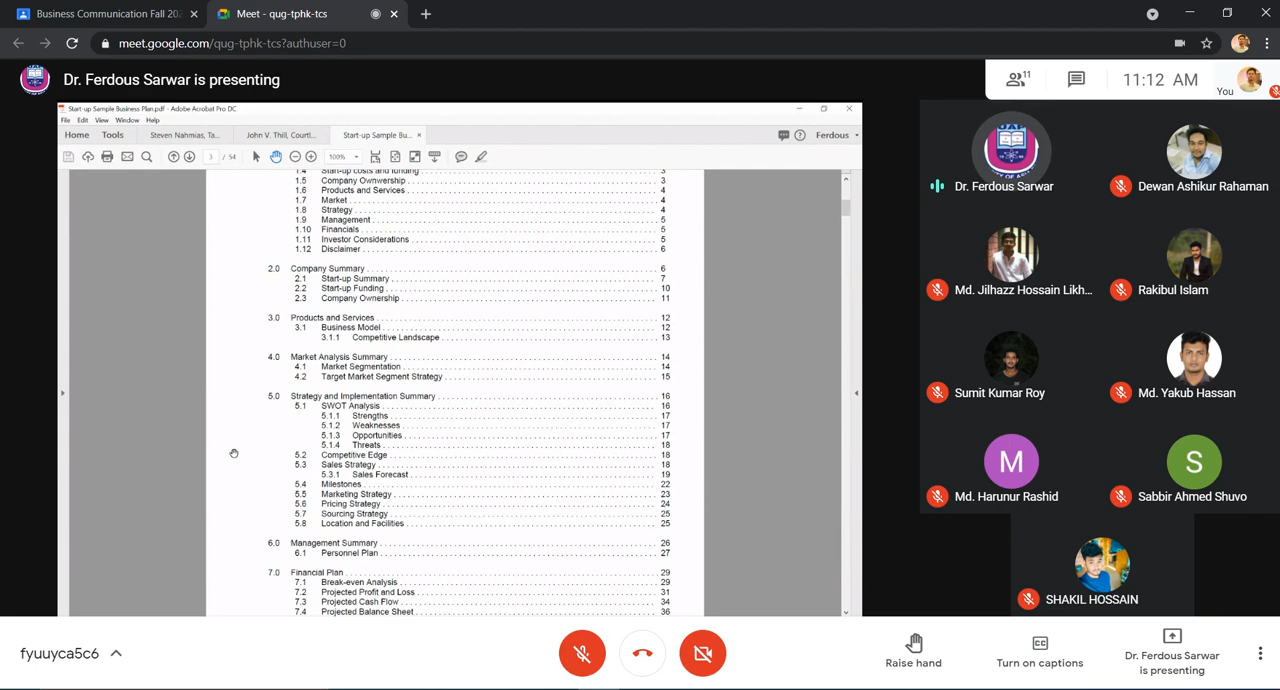 Business Communication Fall 202
Meet - qug-tphk-tcs
meet.google.com/qug-tphk-tcs?authuser=0
Dr. Ferdous Sarwar is presenting
11
11:12 AM
You
Start-up Sample Business Plan.pdf - Adobe Acrobat Pro DC
File Edit View Window Help
Home Tools Steven Nahmias, Ta... John V. Thill, Courtl... Start-up Sample Bu... Ferdous
3 / 54 100%
1.4 Start-up costs and funding 3
1.5 Company Ownwership 3
1.6 Products and Services 4
1.7 Market 4
1.8 Strategy 4
1.9 Management 5
1.10 Financials 5
1.11 Investor Considerations 5
1.12 Disclaimer 6
2.0 Company Summary 6
2.1 Start-up Summary 7
2.2 Start-up Funding 10
2.3 Company Ownership 11
3.0 Products and Services 12
3.1 Business Model 12
3.1.1 Competitive Landscape 13
4.0 Market Analysis Summary 14
4.1 Market Segmentation 14
4.2 Target Market Segment Strategy 15
5.0 Strategy and Implementation Summary 16
5.1 SWOT Analysis 16
5.1.1 Strengths 17
5.1.2 Weaknesses 17
5.1.3 Opportunities 17
5.1.4 Threats 18
5.2 Competitive Edge 18
5.3 Sales Strategy 18
5.3.1 Sales Forecast 19
5.4 Milestones 22
5.5 Marketing Strategy 23
5.6 Pricing Strategy 24
5.7 Sourcing Strategy 25
5.8 Location and Facilities 25
6.0 Management Summary 26
6.1 Personnel Plan 27
7.0 Financial Plan 29
7.1 Break-even Analysis 29
7.2 Projected Profit and Loss 31
7.3 Projected Cash Flow 34
7.4 Projected Balance Sheet 36
Dr. Ferdous Sarwar
Dewan Ashikur Rahaman
Md. Jilhazz Hossain Likh...
Rakibul Islam
Sumit Kumar Roy
Md. Yakub Hassan
M
Md. Harunur Rashid
S
Sabbir Ahmed Shuvo
SHAKIL HOSSAIN
fyuuyca5c6
Raise hand
Turn on captions
Dr. Ferdous Sarwar
is presenting